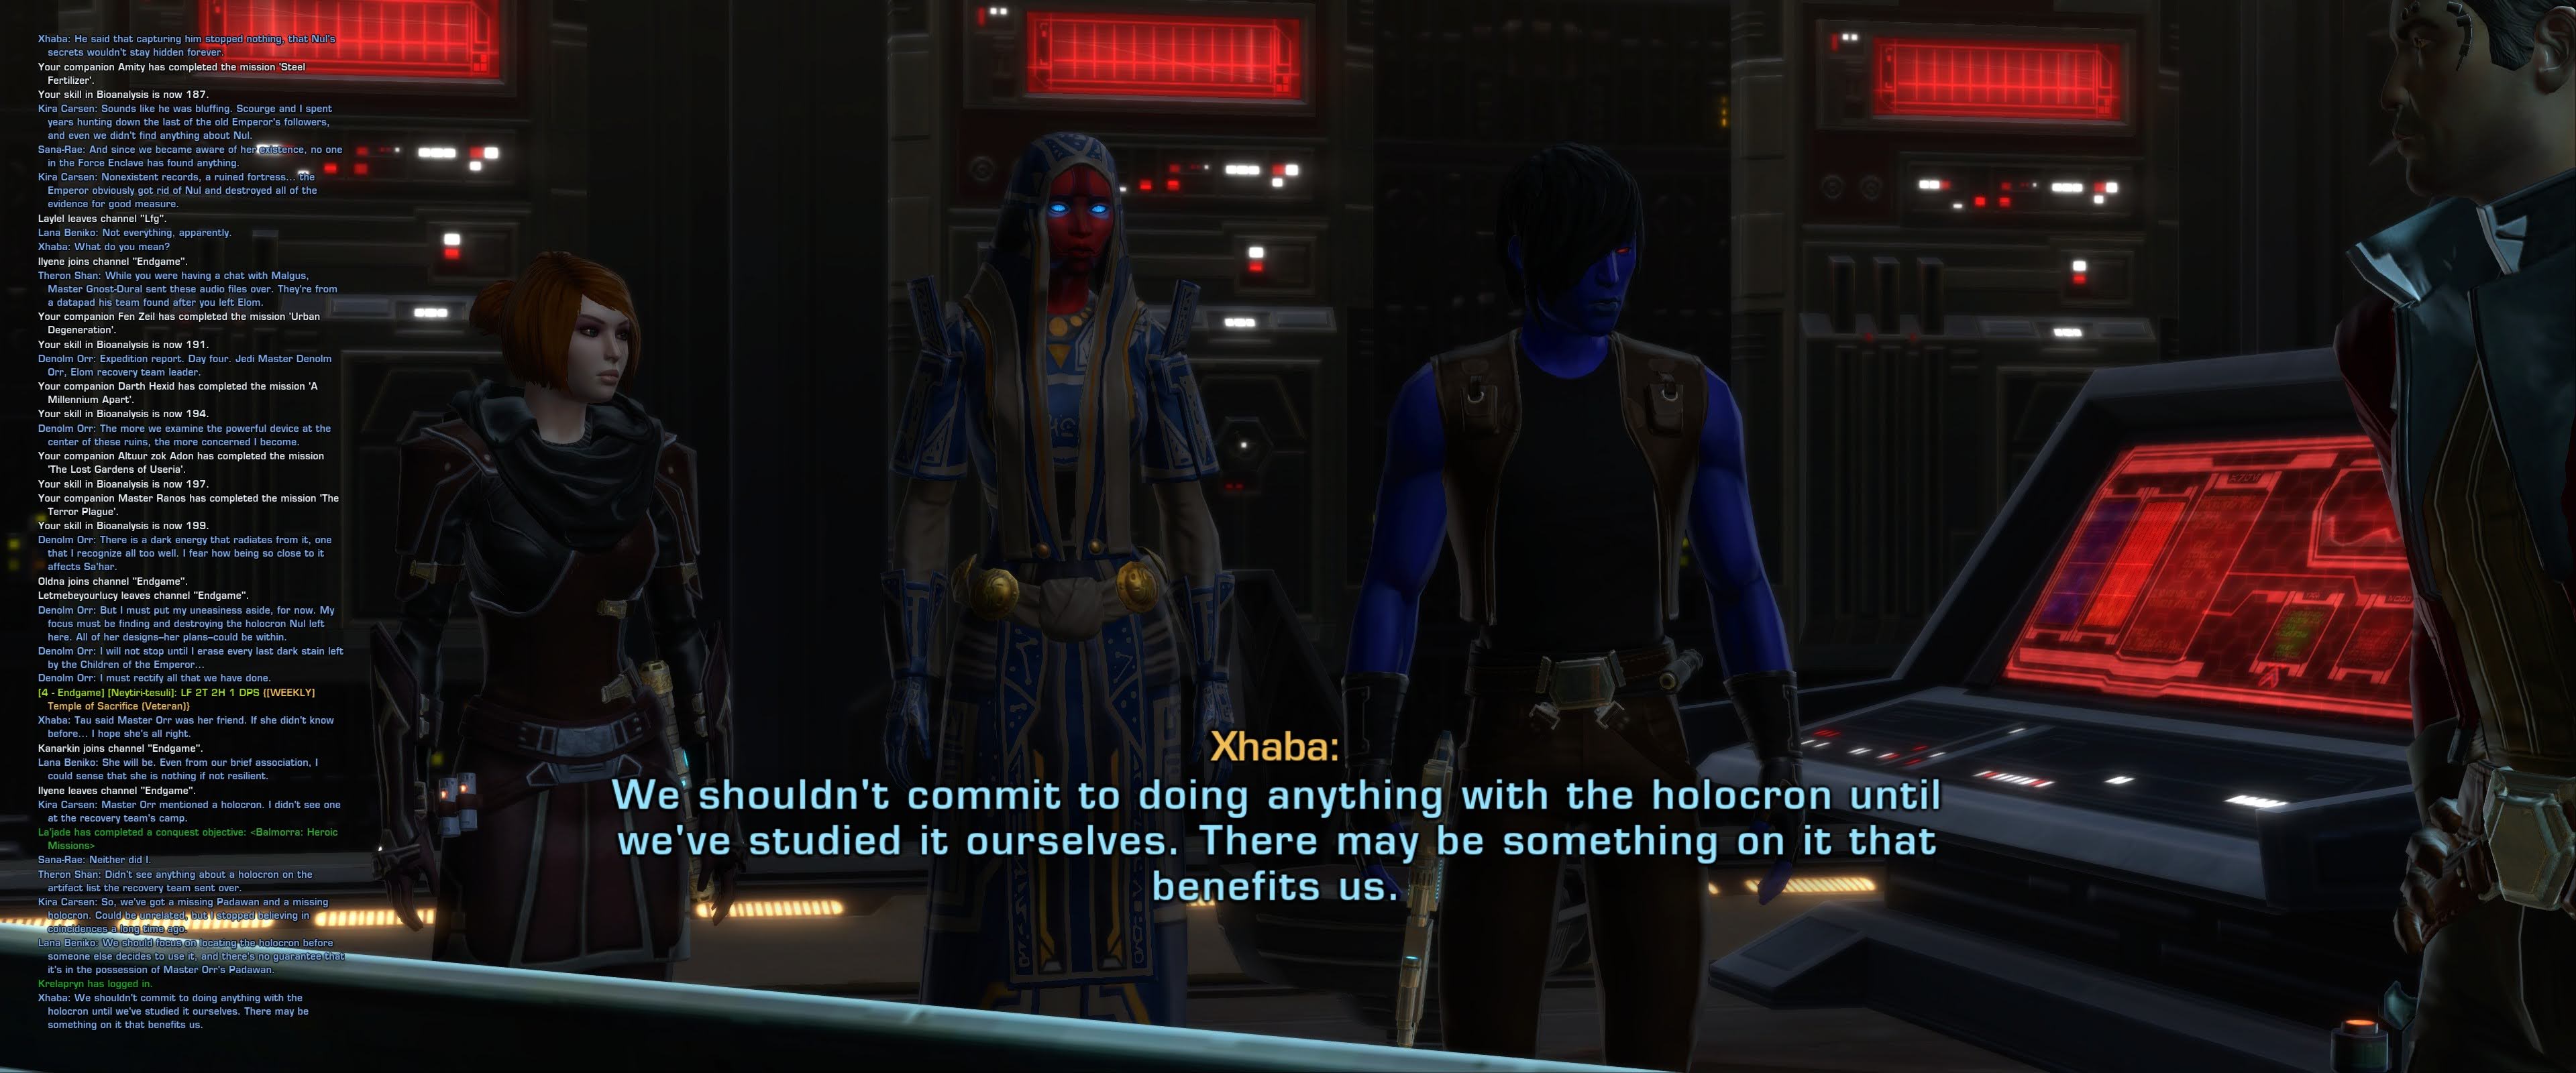 Xhaba: He said that capturing him stopped nothing, that Nul's
secrets wouldn't stay hidden forever.
Your companion Amity has completed the mission 'Steel
Fertilizer'.
Your skill in Bioanalysis is now 187.
Kira Carsen: Sounds like he was bluffing. Scourge and I spent
years hunting down the last of the old Emperor's followers,
and even we didn't find anything about Nul.
Sana-Rae: And since we became aware of her existence, no one
in the Force Enclave has found anything.
Kira Carsen: Nonexistent records, a ruined fortress... the
Emperor obviously got rid of Nul and destroyed all of the
evidence for good measure.
Laylel leaves channel "Lfg".
Lana Beniko: Not everything, apparently.
Xhaba: What do you mean?
Ilyene joins channel "Endgame".
Theron Shan: While you were having a chat with Malgus,
Master Gnost-Dural sent these audio files over. They're from
a datapad his team found after you left Elom.
Your companion Fen Zeil has completed the mission 'Urban
Degeneration'.
Your skill in Bioanalysis is now 191.
Denolm Orr: Expedition report. Day four. Jedi Master Denolm
Orr, Elom recovery team leader.
Your companion Darth Hexid has completed the mission 'A
Millennium Apart'.
Your skill in Bioanalysis is now 194.
Denolm Orr: The more we examine the powerful device at the
center of these ruins, the more concerned I become.
Your companion Altuur zok Adon has completed the mission
'The Lost Gardens of Useria'.
Your skill in Bioanalysis is now 197.
Your companion Master Ranos has completed the mission 'The
Terror Plague'.
Your skill in Bioanalysis is now 199.
Denolm Orr: There is a dark energy that radiates from it, one
that I recognize all too well. I fear how being so close to it
affects Sa'har.
Oldna joins channel "Endgame".
Letmebeyourlucy leaves channel "Endgame".
Denolm Orr: But I must put my uneasiness aside, for now. My
focus must be finding and destroying the holocron Nul left
here. All of her designs–her plans–could be within.
Denolm Orr: I will not stop until I erase every last dark stain left
by the Children of the Emperor...
Denolm Orr: I must rectify all that we have done.
[4 - Endgame] [Neytiri-tesuli]: LF 2T 2H 1 DPS {[WEEKLY]
Temple of Sacrifice (Veteran)}
Xhaba: Tau said Master Orr was her friend. If she didn't know
before... I hope she's all right.
Kanarkin joins channel "Endgame".
Lana Beniko: She will be. Even from our brief association, I
could sense that she is nothing if not resilient.
Ilyene leaves channel "Endgame".
Kira Carsen: Master Orr mentioned a holocron. I didn't see one
at the recovery team's camp.
La'jade has completed a conquest objective: <Balmorra: Heroic
Missions>
Sana-Rae: Neither did I.
Theron Shan: Didn't see anything about a holocron on the
artifact list the recovery team sent over.
Kira Carsen: So, we've got a missing Padawan and a missing
holocron. Could be unrelated, but I stopped believing in
coincidences a long time ago.
Lana Beniko: We should focus on locating the holocron before
someone else decides to use it, and there's no guarantee that
it's in the possession of Master Orr's Padawan.
Krelapryn has logged in.
Xhaba: We shouldn't commit to doing anything with the
holocron until we've studied it ourselves. There may be
something on it that benefits us.
Xhaba:
We shouldn't commit to doing anything with the holocron until
we've studied it ourselves. There may be something on it that
benefits us.